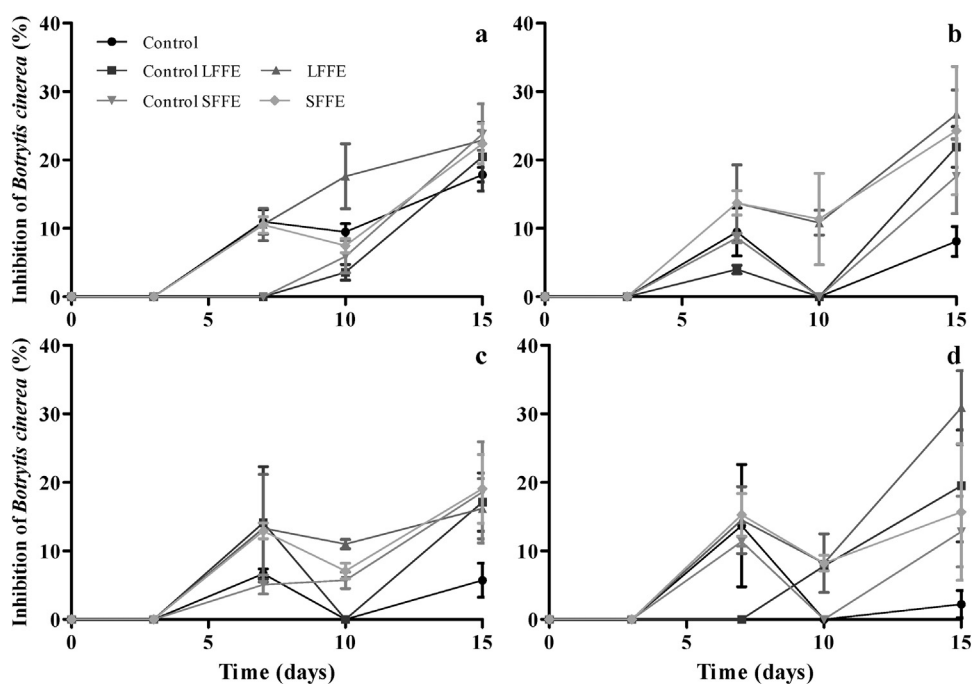 Inhibition of Botrytis cinerea (%)
40
30
20
10
0
a
Control
Control LFFE
LFFE
Control SFFE
SFFE
0 5 10 15
40
30
20
10
0
b
0 5 10 15
Inhibition of Botrytis cinerea (%)
40
30
20
10
0
c
0 5 10 15
Time (days)
40
30
20
10
0
d
0 5 10 15
Time (days)